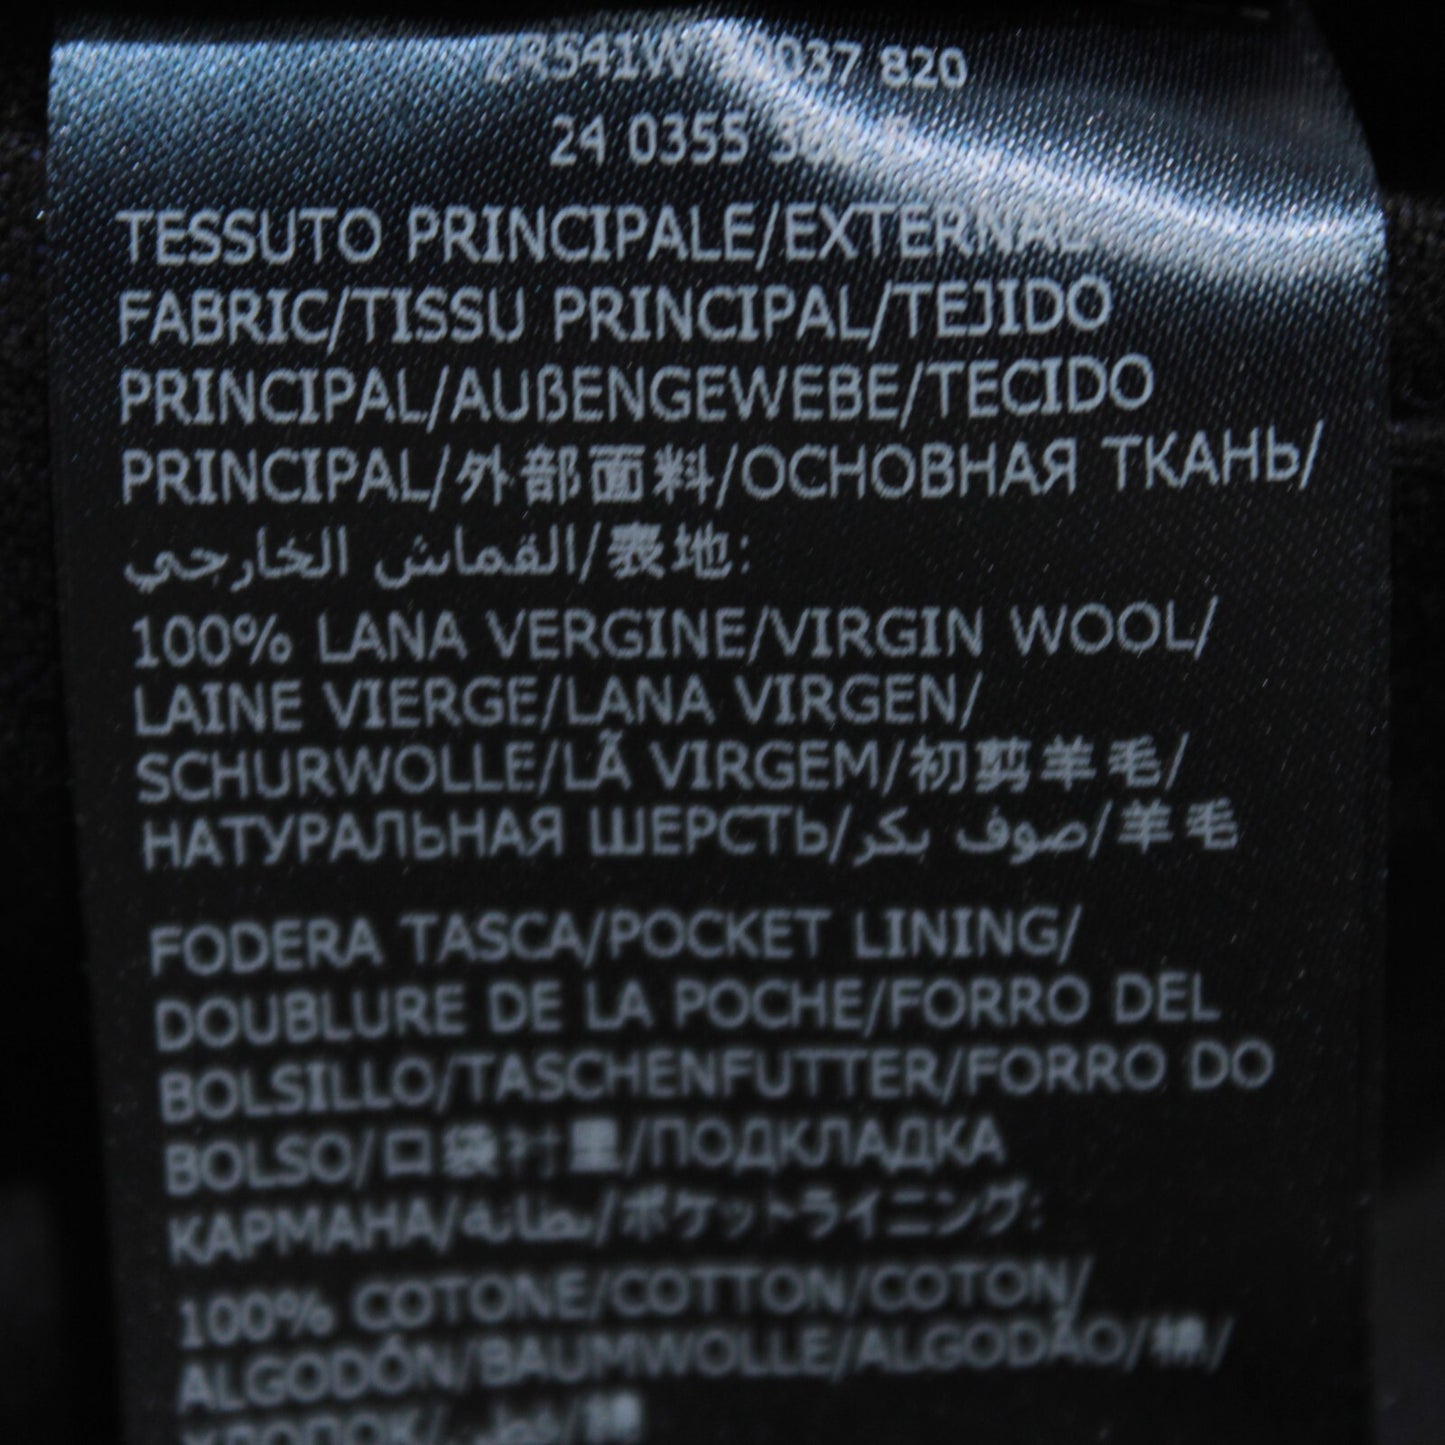 820
24 0355
TESSUTO PRINCIPALE/EXTERNAL
FABRIC/TISSU PRINCIPAL/TEJIDO
PRINCIPAL/AUßENGEWEBE/TECIDO
PRINCIPAL/外部面料/ОСНОВНАЯ ТКАНЬ/
القماش الخارجي/表地:
100% LANA VERGINE/VIRGIN WOOL/
LAINE VIERGE/LANA VIRGEN/
SCHURWOLLE/LÃ VIRGEM/初剪羊毛/
НАТУРАЛЬНАЯ ШЕРСТЬ/صوف بكر/羊毛
FODERA TASCA/POCKET LINING/
DOUBLURE DE LA POCHE/FORRO DEL
BOLSILLO/TASCHENFUTTER/FORRO DO
BOLSO/口袋衬里/ПОДКЛАДКА
КАРМАНА/بطانة/ポケットライニング:
100% COTONE/COTTON/COTON/
ALGODÓN/BAUMWOLLE/ALGODÃO/棉/
ХЛОПОК/قطن/綿